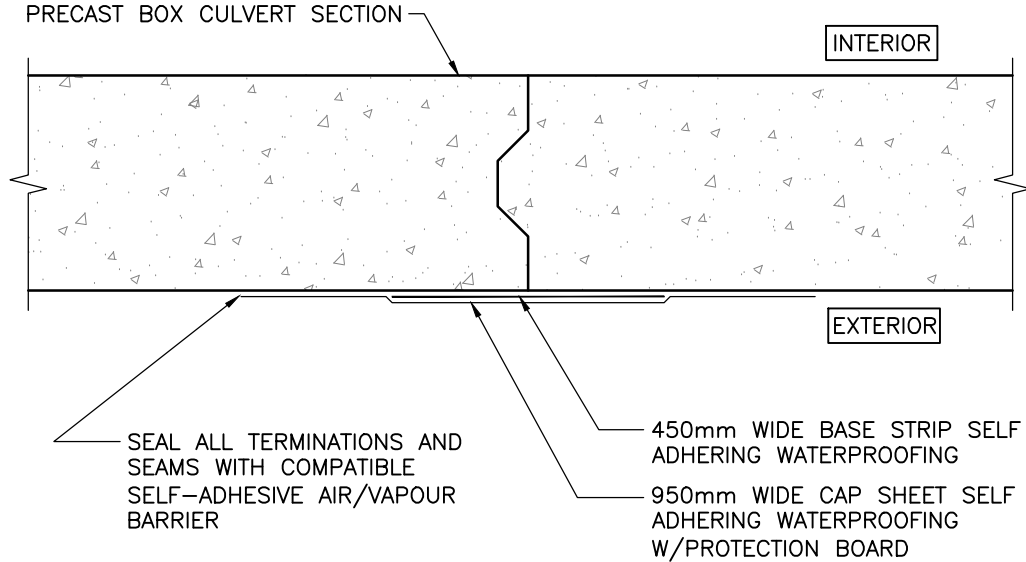 PRECAST BOX CULVERT SECTION
INTERIOR
EXTERIOR
SEAL ALL TERMINATIONS AND
SEAMS WITH COMPATIBLE
SELF-ADHESIVE AIR/VAPOUR
BARRIER
450mm WIDE BASE STRIP SELF
ADHERING WATERPROOFING
950mm WIDE CAP SHEET SELF
ADHERING WATERPROOFING
W/PROTECTION BOARD